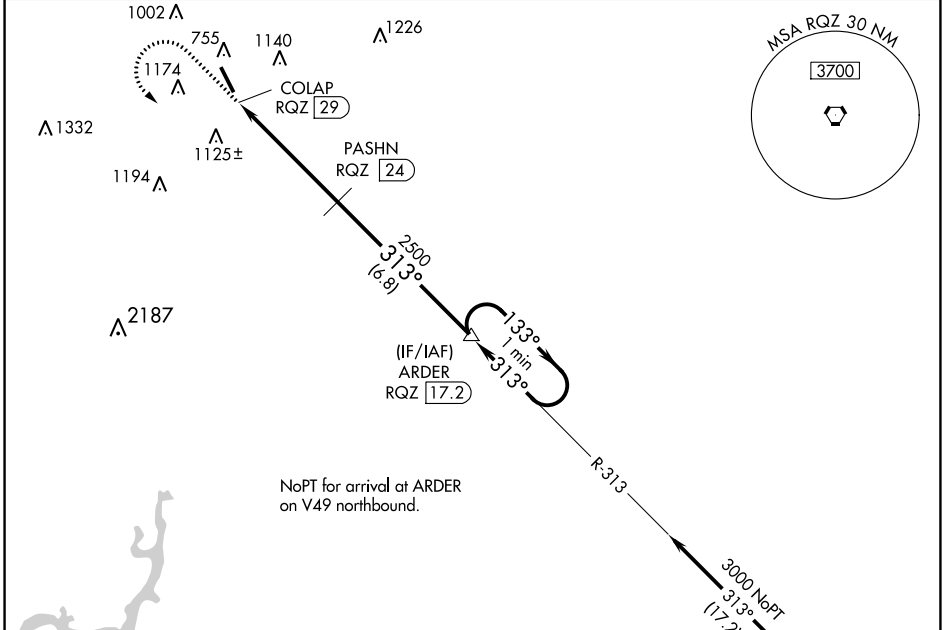 1002
755
1140
1226
1174
MSA RQZ 30 NM
3700
COLAP
RQZ 29
1332
1125±
PASHN
RQZ 24
1194
2500
313°
(6.8)
2187
133°
1 min
313°
(IF/IAF)
ARDER
RQZ 17.2
R-313
NoPT for arrival at ARDER
on V49 northbound.
3000 NoPT
313°
(17.2)